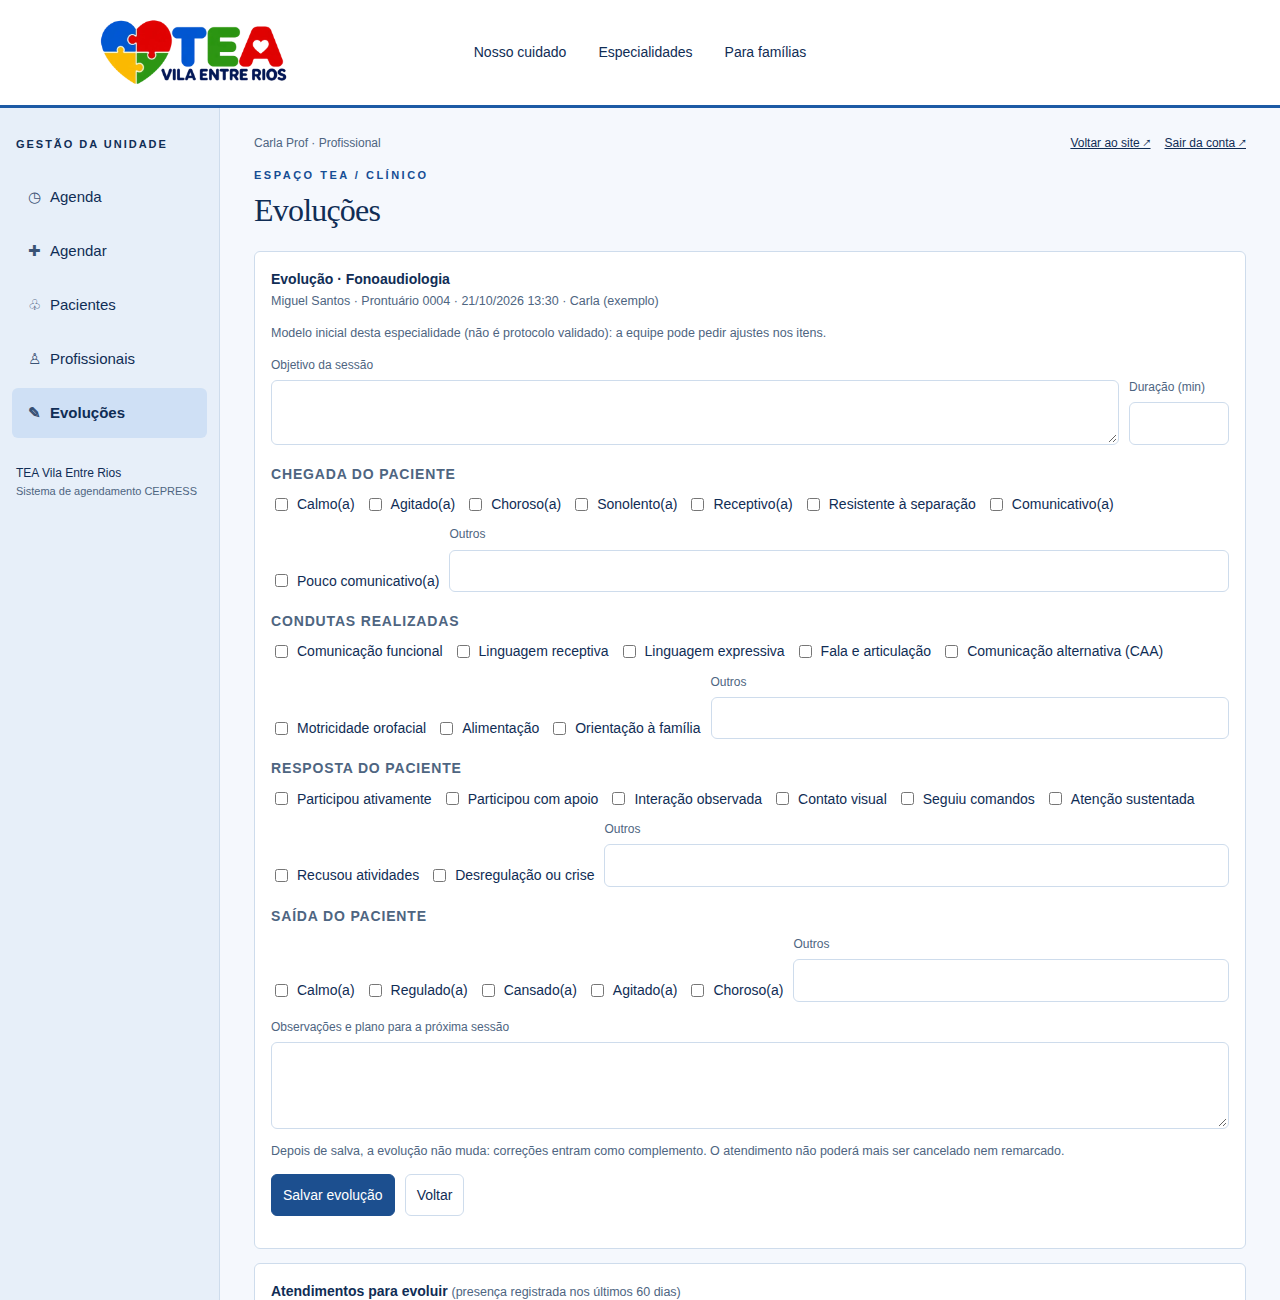 TEA
VILA ENTRE RIOS
Nosso cuidado
Especialidades
Para famílias
GESTÃO DA UNIDADE
Agenda
Agendar
Pacientes
Profissionais
Evoluções
TEA Vila Entre Rios
Sistema de agendamento CEPRESS
Carla Prof · Profissional
Voltar ao site ↗
Sair da conta ↗
ESPAÇO TEA / CLÍNICO
Evoluções
Evolução · Fonoaudiologia
Miguel Santos · Prontuário 0004 · 21/10/2026 13:30 · Carla (exemplo)
Modelo inicial desta especialidade (não é protocolo validado): a equipe pode pedir ajustes nos itens.
Objetivo da sessão
Duração (min)
CHEGADA DO PACIENTE
Calmo(a) Agitado(a) Choroso(a) Sonolento(a) Receptivo(a) Resistente à separação Comunicativo(a)
Outros
Pouco comunicativo(a)
CONDUTAS REALIZADAS
Comunicação funcional Linguagem receptiva Linguagem expressiva Fala e articulação Comunicação alternativa (CAA)
Outros
Motricidade orofacial Alimentação Orientação à família
RESPOSTA DO PACIENTE
Participou ativamente Participou com apoio Interação observada Contato visual Seguiu comandos Atenção sustentada
Outros
Recusou atividades Desregulação ou crise
SAÍDA DO PACIENTE
Outros
Calmo(a) Regulado(a) Cansado(a) Agitado(a) Choroso(a)
Observações e plano para a próxima sessão
Depois de salva, a evolução não muda: correções entram como complemento. O atendimento não poderá mais ser cancelado nem remarcado.
Salvar evolução
Voltar
Atendimentos para evoluir (presença registrada nos últimos 60 dias)